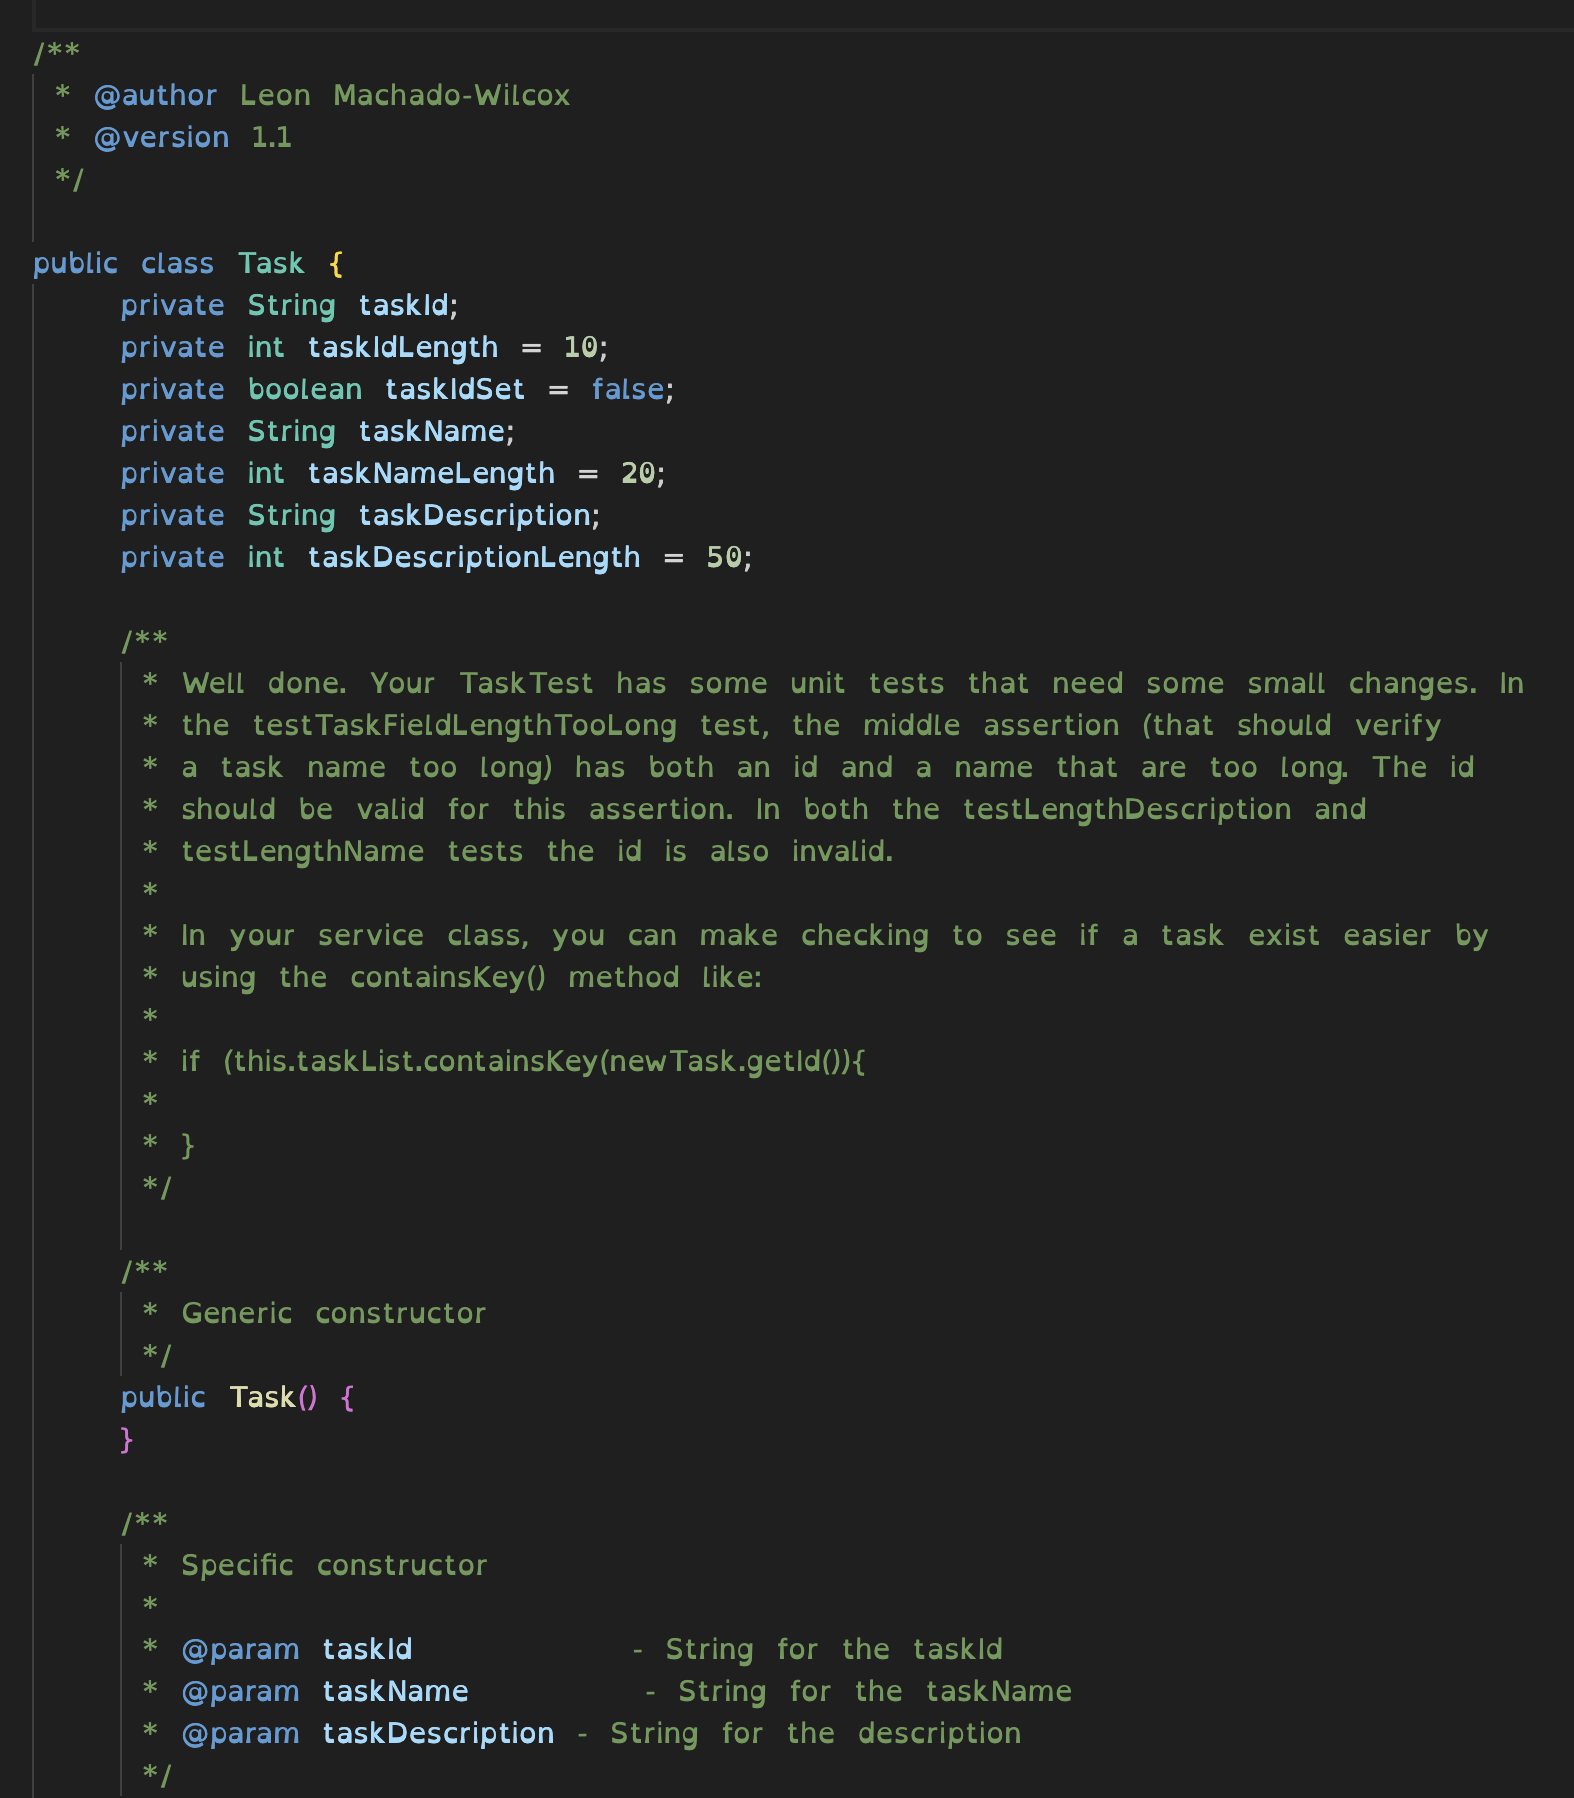 /**
* @author Leon Machado-Wilcox
* @version 1.1
*/
public class Task {
private String taskId;
private int taskIdLength = 10;
private boolean taskIdSet = false;
private String taskName;
private int taskNameLength = 20;
private String taskDescription;
private int taskDescriptionLength = 50;
/**
* Well done. Your TaskTest has some unit tests that need some small changes. In
* the testTaskFieldLengthTooLong test, the middle assertion (that should verify
* a task name too long) has both an id and a name that are too long. The id
* should be valid for this assertion. In both the testLengthDescription and
* testLengthName tests the id is also invalid.
*
* In your service class, you can make checking to see if a task exist easier by
* using the containsKey() method like:
*
* if (this.taskList.containsKey(newTask.getId()){
*
* }
*/
/**
* Generic constructor
*/
public Task() {
}
/**
* Specific constructor
*
* @param taskId - String for the taskId
* @param taskName - String for the taskName
* @param taskDescription - String for the description
*/